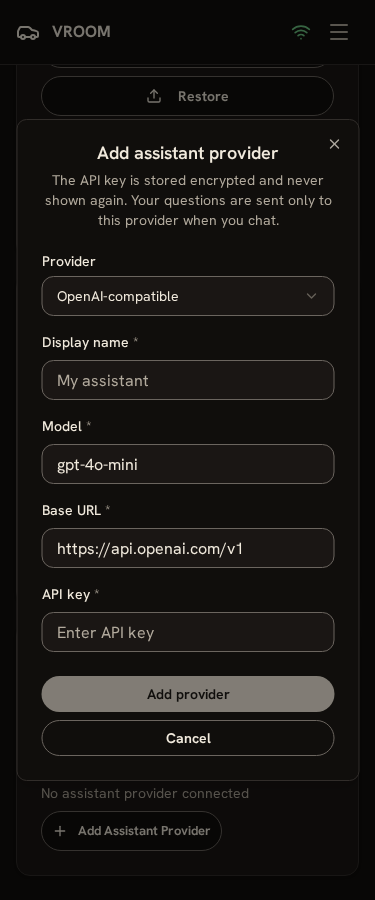 VROOM
Restore
Add assistant provider
The API key is stored encrypted and never
shown again. Your questions are sent only to
this provider when you chat.
Provider
OpenAI-compatible
Display name *
My assistant
Model *
gpt-4o-mini
Base URL *
https://api.openai.com/v1
API key *
Enter API key
Add provider
Cancel
No assistant provider connected
Add Assistant Provider